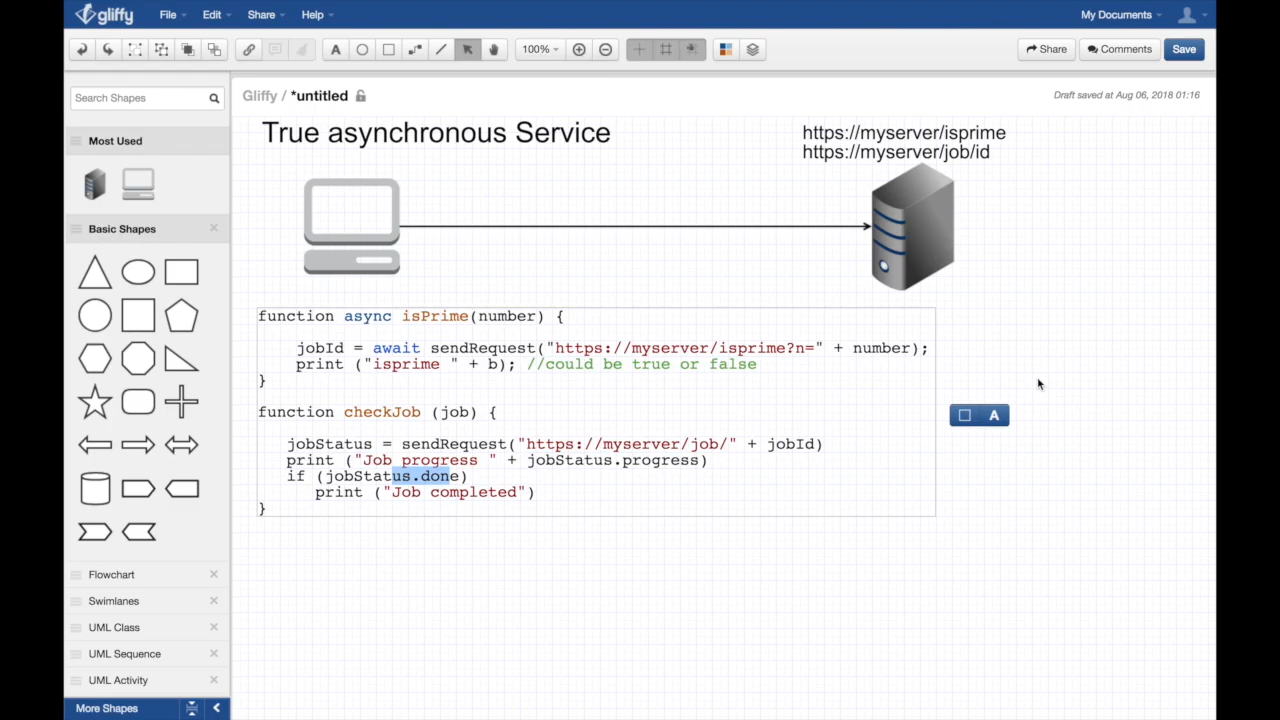 gliffy File Edit Share Help My Documents
A 100% Share Comments Save
Search Shapes
Gliffy / *untitled Draft saved at Aug 06, 2018 01:16
Most Used
Basic Shapes
Flowchart
Swimlanes
UML Class
UML Sequence
UML Activity
More Shapes
True asynchronous Service
https://myserver/isprime
https://myserver/job/id
function async isPrime(number) {
jobId = await sendRequest("https://myserver/isprime?n=" + number);
print ("isprime " + b); //could be true or false
}
function checkJob (job) {
jobStatus = sendRequest("https://myserver/job/" + jobId)
print ("Job progress " + jobStatus.progress)
if (jobStatus.done)
print ("Job completed")
}
A